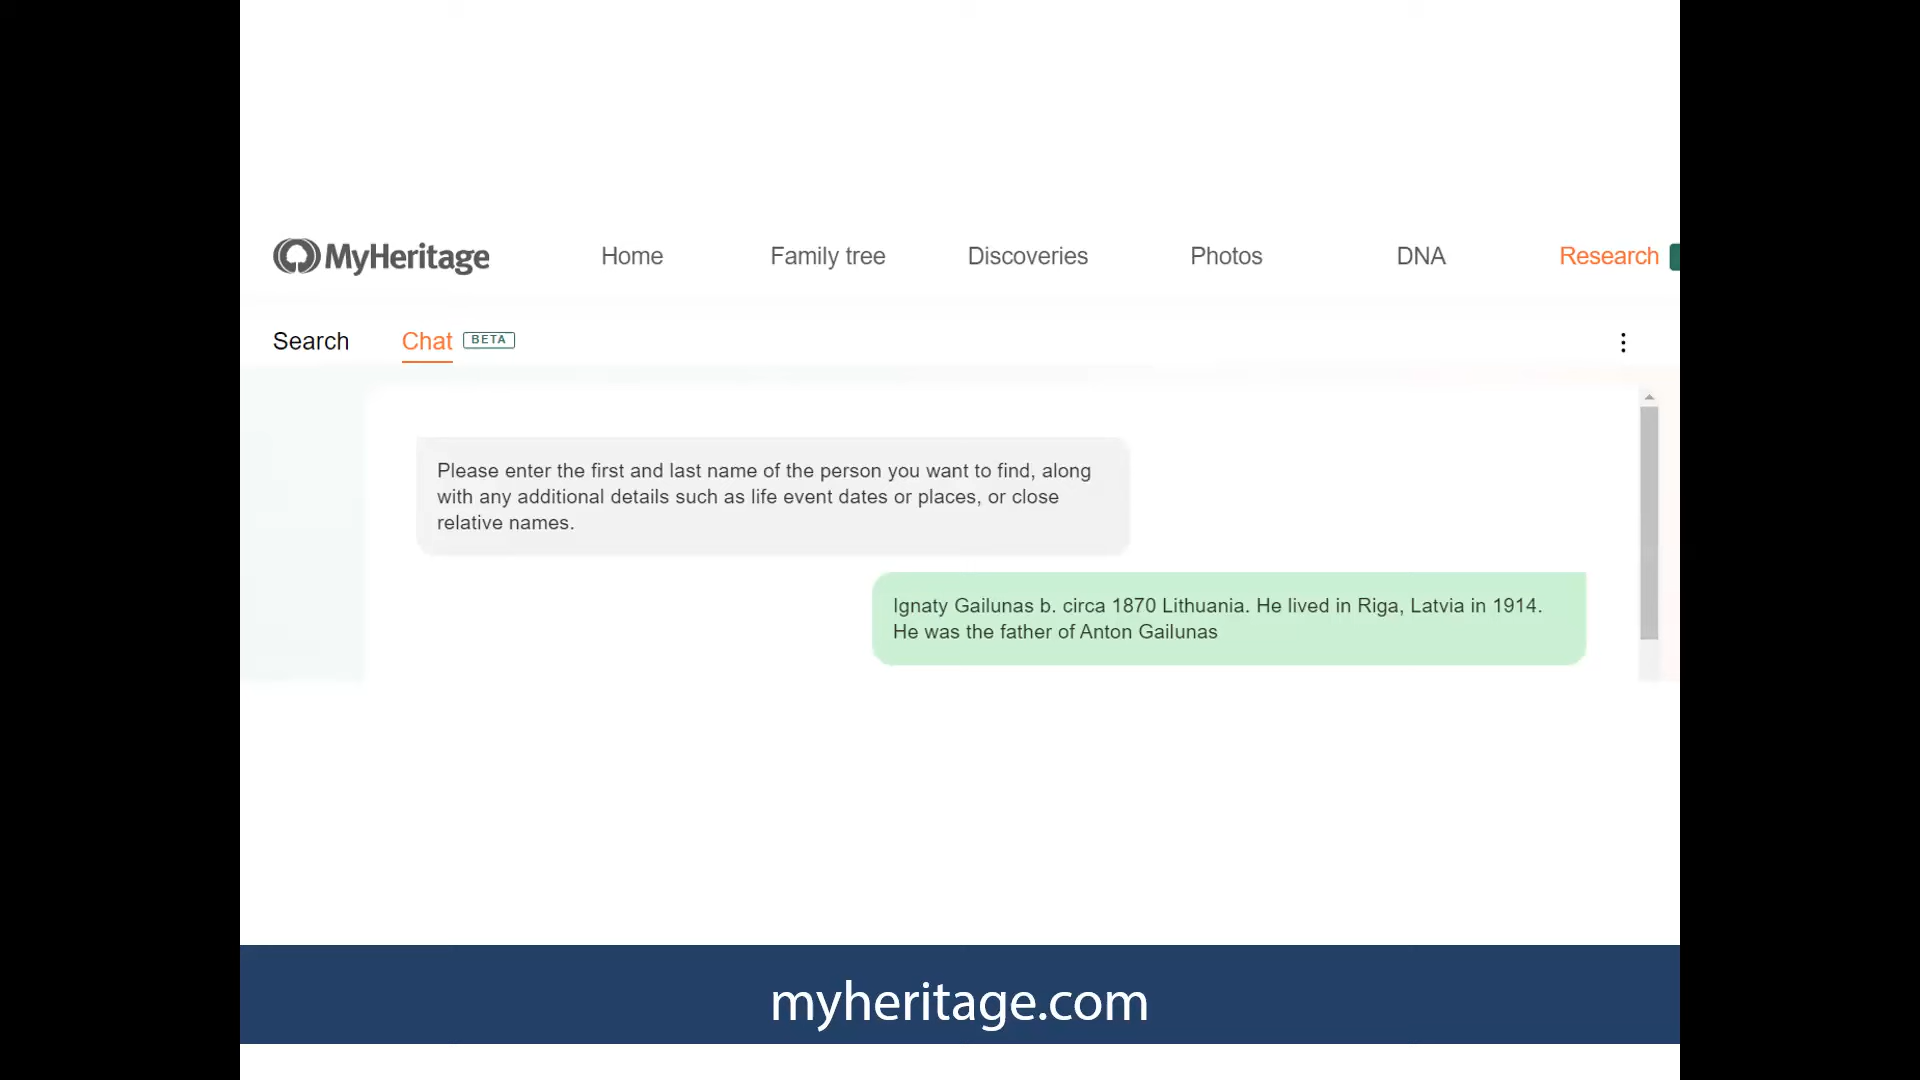 MyHeritage Home Family tree Discoveries Photos DNA Research
Search Chat BETA
Please enter the first and last name of the person you want to find, along
with any additional details such as life event dates or places, or close
relative names.
Ignaty Gailunas b. circa 1870 Lithuania. He lived in Riga, Latvia in 1914.
He was the father of Anton Gailunas
myheritage.com